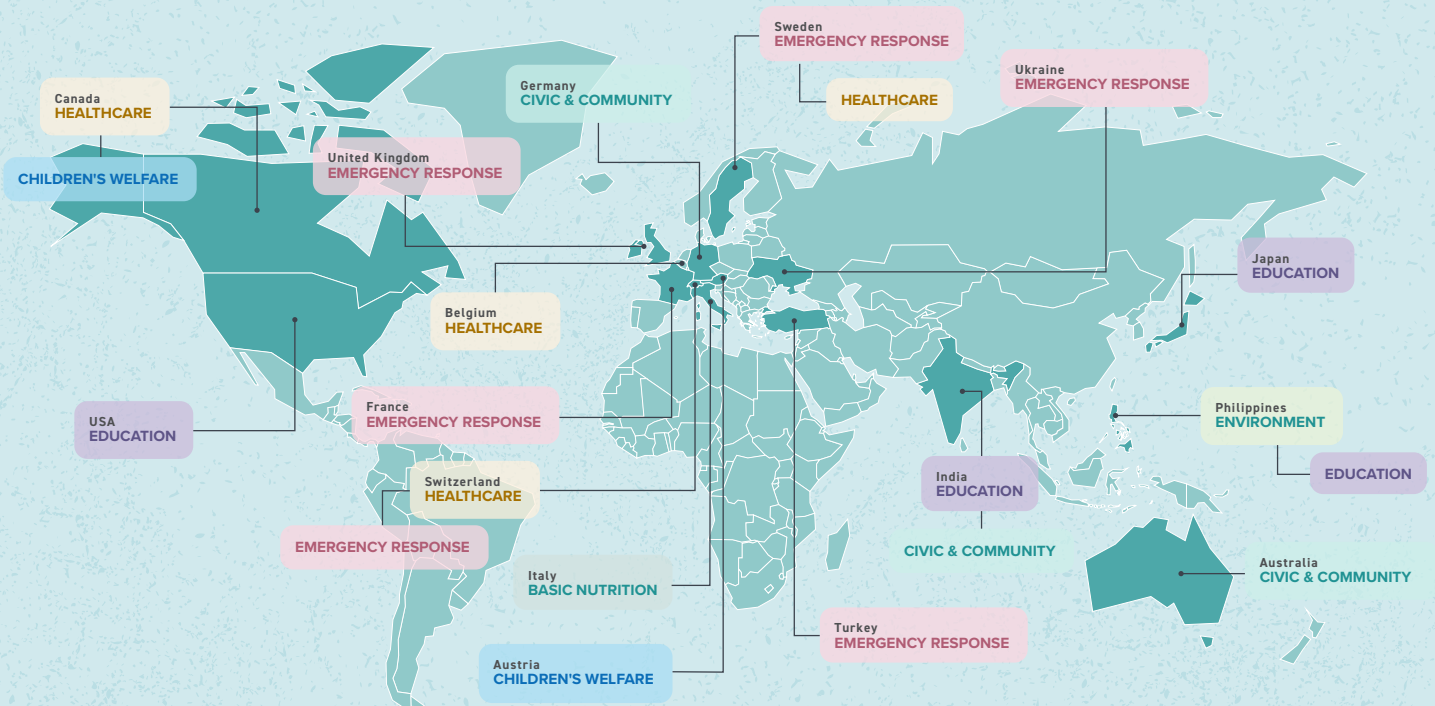 Sweden
EMERGENCY RESPONSE
HEALTHCARE
Ukraine
EMERGENCY RESPONSE
Germany
CIVIC & COMMUNITY
Canada
HEALTHCARE
CHILDREN'S WELFARE
United Kingdom
EMERGENCY RESPONSE
Japan
EDUCATION
Belgium
HEALTHCARE
USA
EDUCATION
France
EMERGENCY RESPONSE
Philippines
ENVIRONMENT
EDUCATION
Switzerland
HEALTHCARE
EMERGENCY RESPONSE
India
EDUCATION
CIVIC & COMMUNITY
Italy
BASIC NUTRITION
Australia
CIVIC & COMMUNITY
Turkey
EMERGENCY RESPONSE
Austria
CHILDREN'S WELFARE